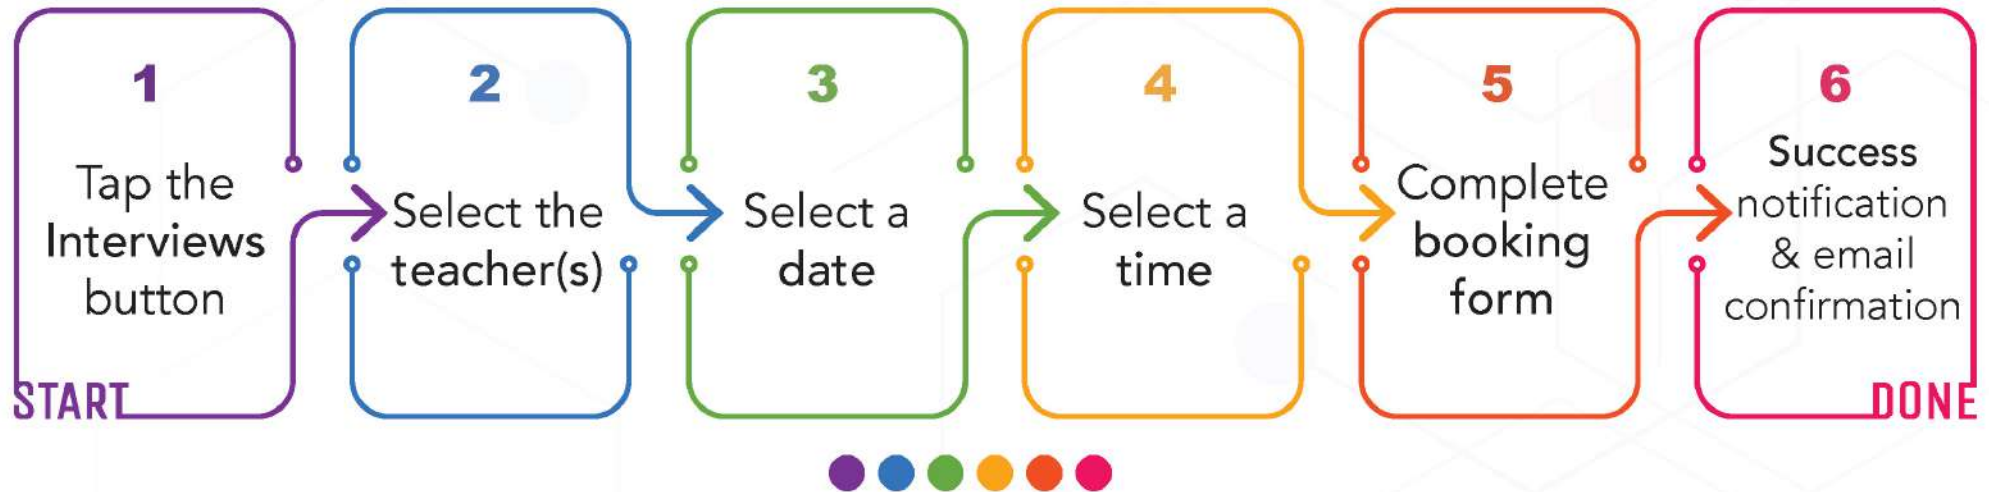 1
Tap the
Interviews
button
START
2
Select the
teacher(s)
3
Select a
date
4
Select a
time
5
Complete
booking
form
6
Success
notification
& email
confirmation
DONE